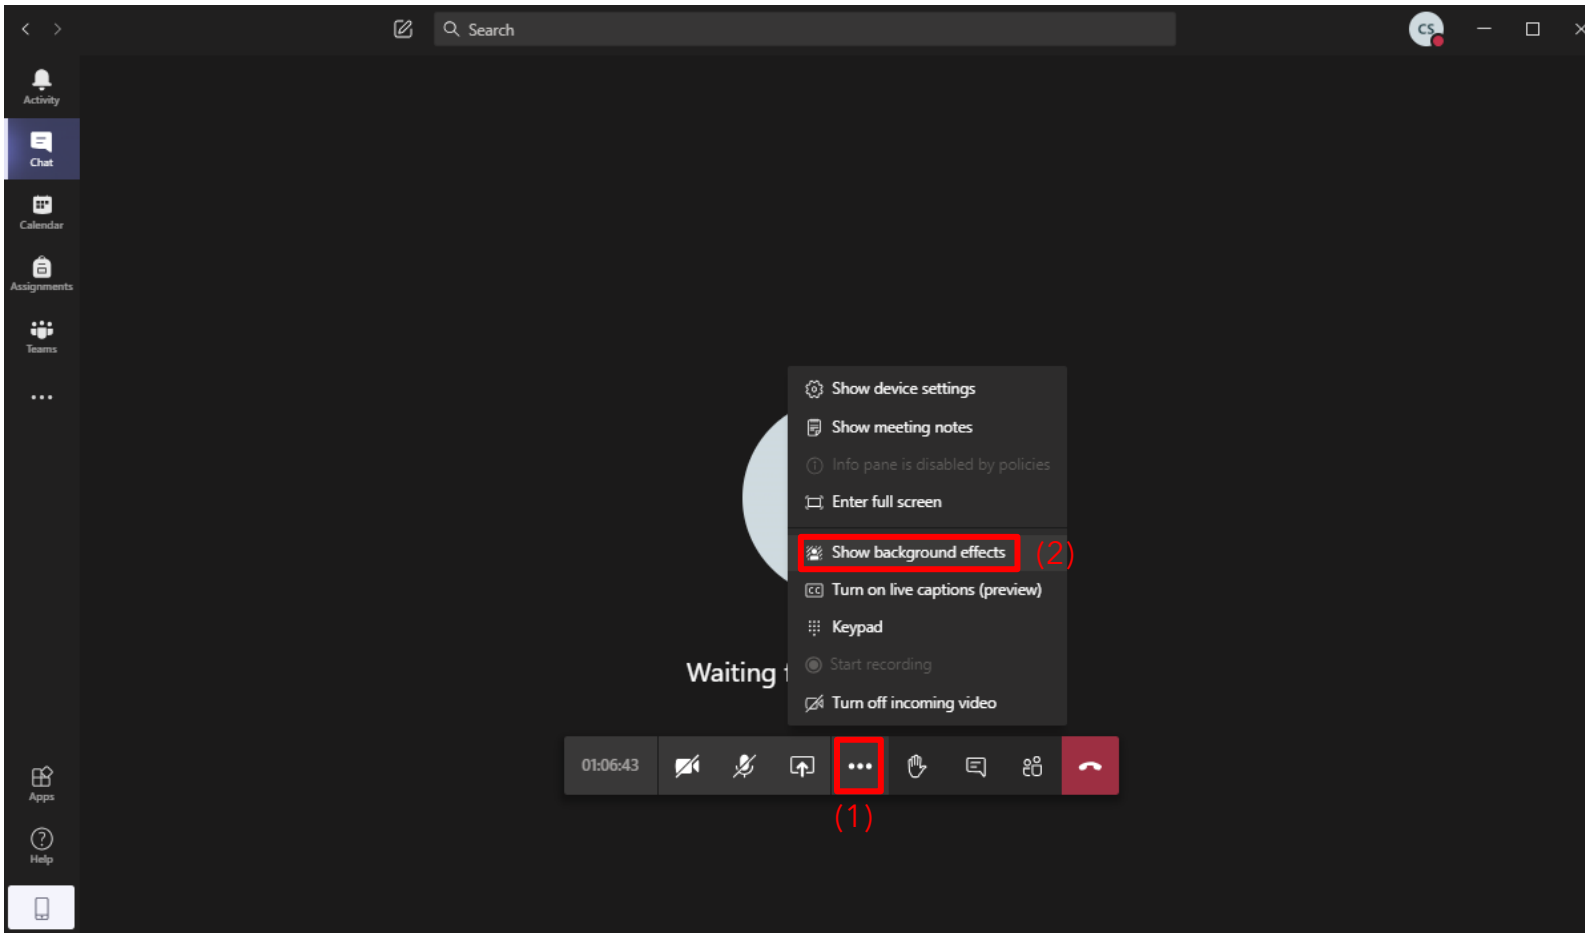 Search
CS
Activity
Chat
Calendar
Assignments
Teams
Show device settings
Show meeting notes
Info pane is disabled by policies
Enter full screen
Show background effects
(2)
Turn on live captions (preview)
Keypad
Start recording
Turn off incoming video
Waiting
01:06:43
(1)
Apps
Help